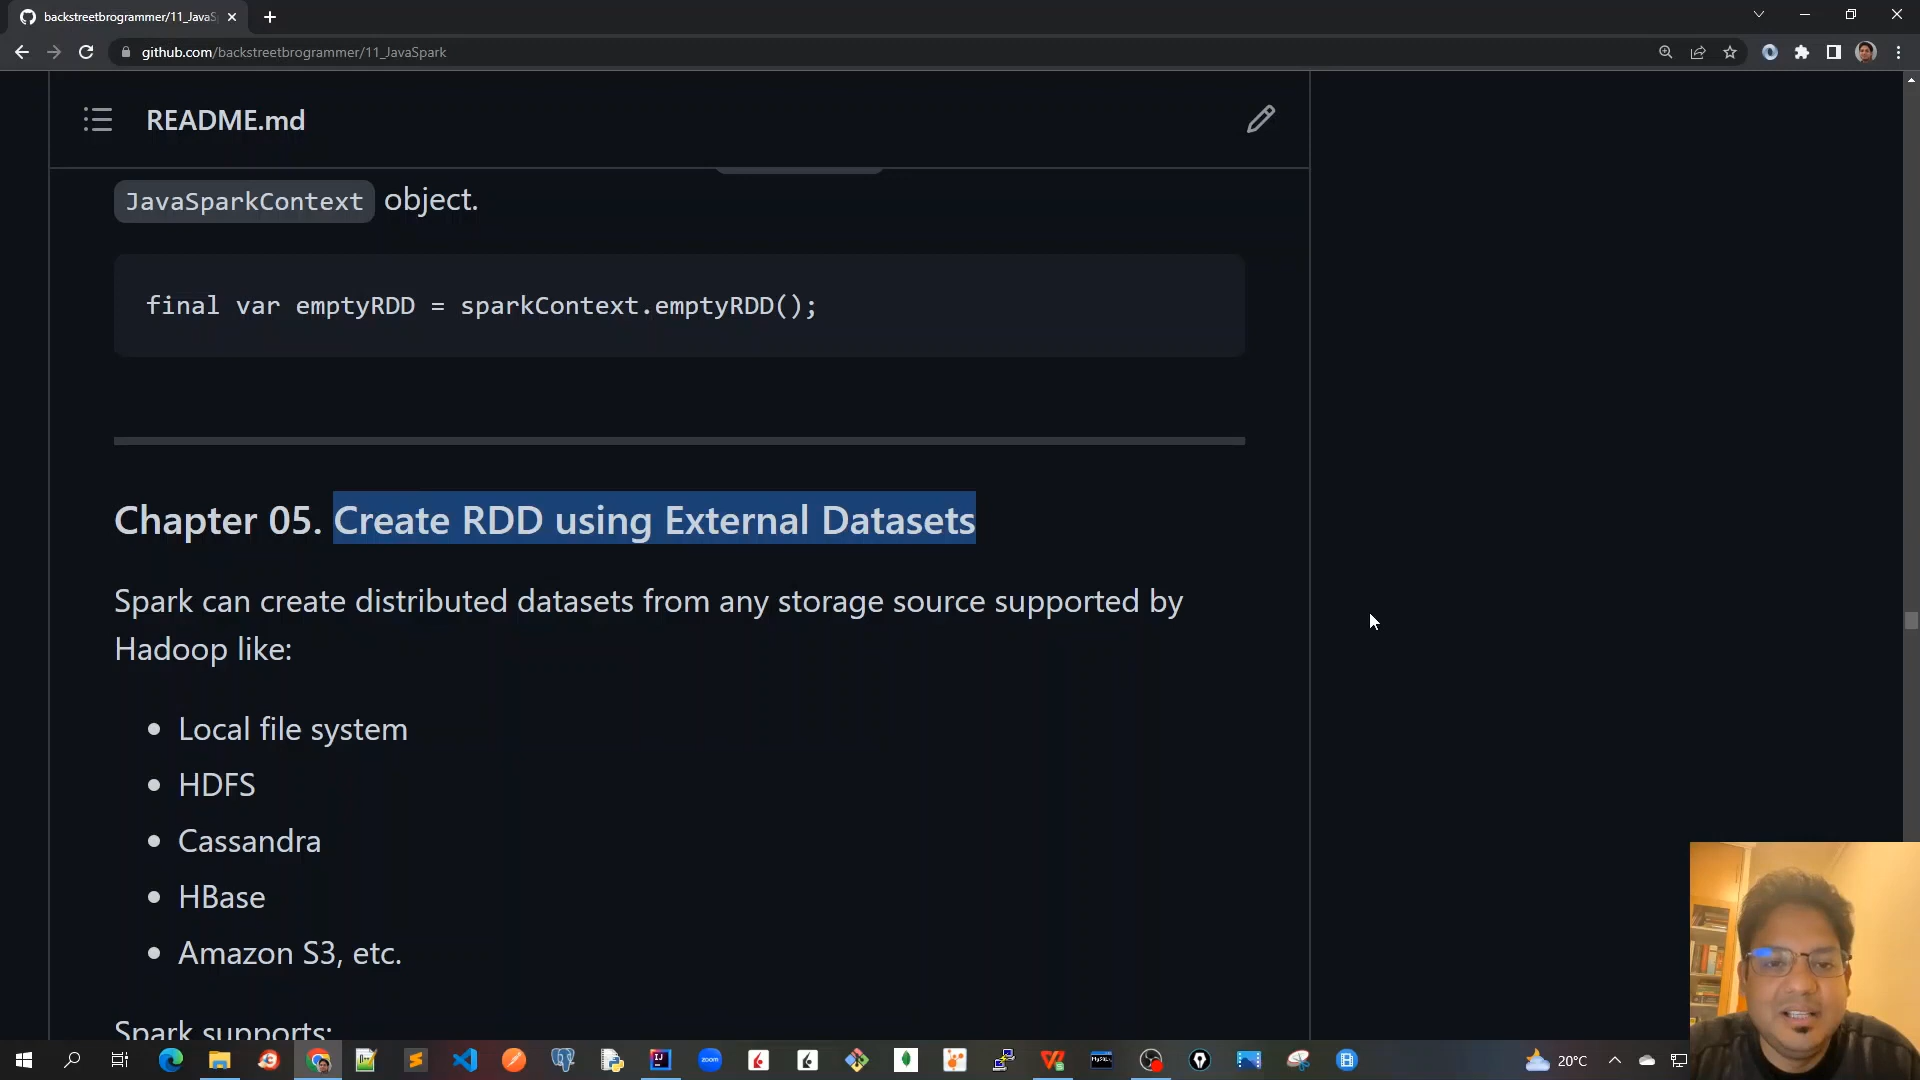 backstreetbrogrammer/11_JavaS
github.com/backstreetbrogrammer/11_JavaSpark
README.md
JavaSparkContext object.
final var emptyRDD = sparkContext.emptyRDD();
Chapter 05. Create RDD using External Datasets
Spark can create distributed datasets from any storage source supported by
Hadoop like:
• Local file system
• HDFS
• Cassandra
• HBase
• Amazon S3, etc.
Spark supports:
20°C